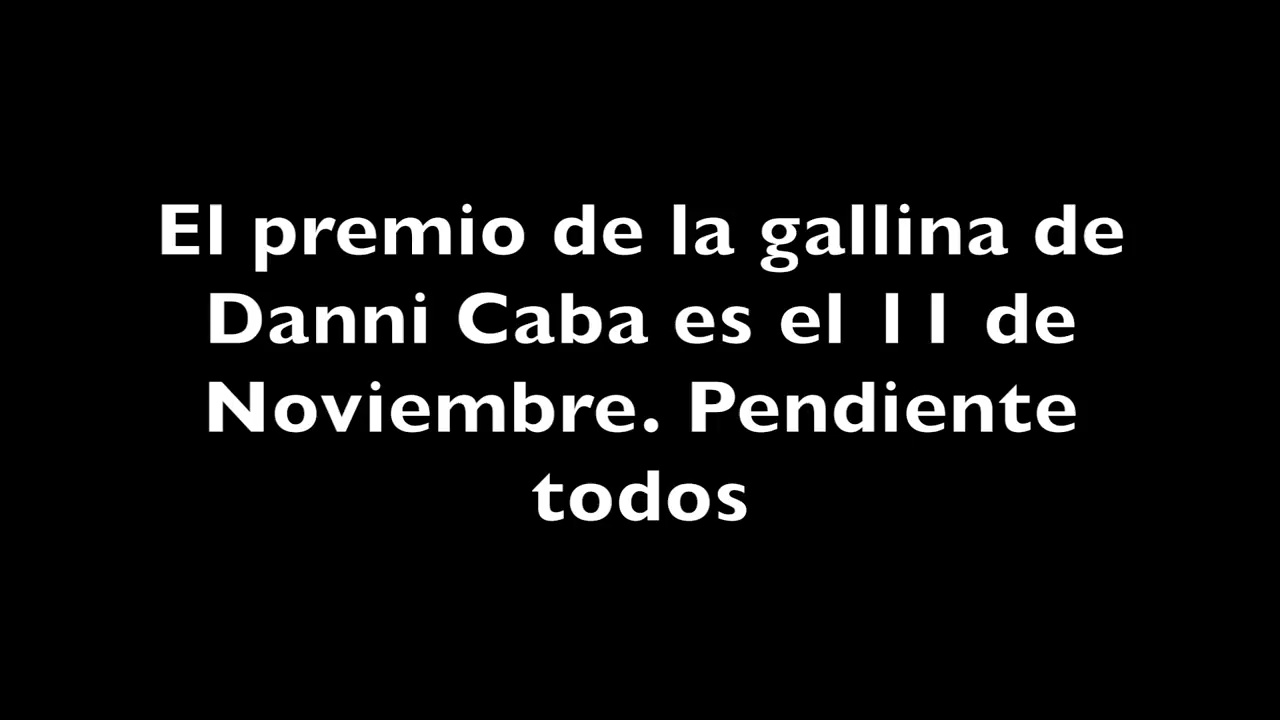 El premio de la gallina de
Danni Caba es el 11 de
Noviembre. Pendiente
todos